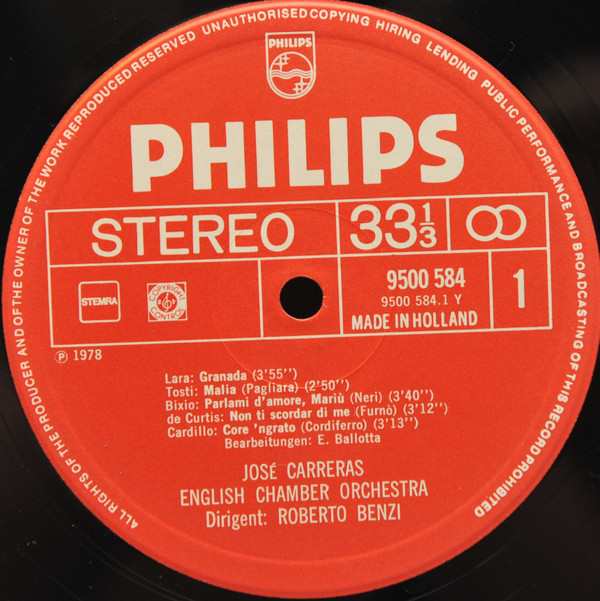 ALL RIGHTS OF THE PRODUCER AND OF THE OWNER OF THE WORK REPRODUCED RESERVED UNAUTHORISED COPYING HIRING LENDING PUBLIC PERFORMANCE AND BROADCASTING OF THIS RECORD PROHIBITED
PHILIPS
PHILIPS
STEREO
33 1/3
STEMRA
COPYRIGHT CONTROL
9500 584
9500 584.1 Y
MADE IN HOLLAND
1
℗ 1978
Lara: Granada (3'55'')
Tosti: Malia (Pagliara) (2'50'')
Bixio: Parlami d'amore, Mariù (Neri) (3'40'')
de Curtis: Non ti scordar di me (Furnò) (3'12'')
Cardillo: Core 'ngrato (Cordiferro) (3'13'')
Bearbeitungen: E. Ballotta
JOSÉ CARRERAS
ENGLISH CHAMBER ORCHESTRA
Dirigent: ROBERTO BENZI